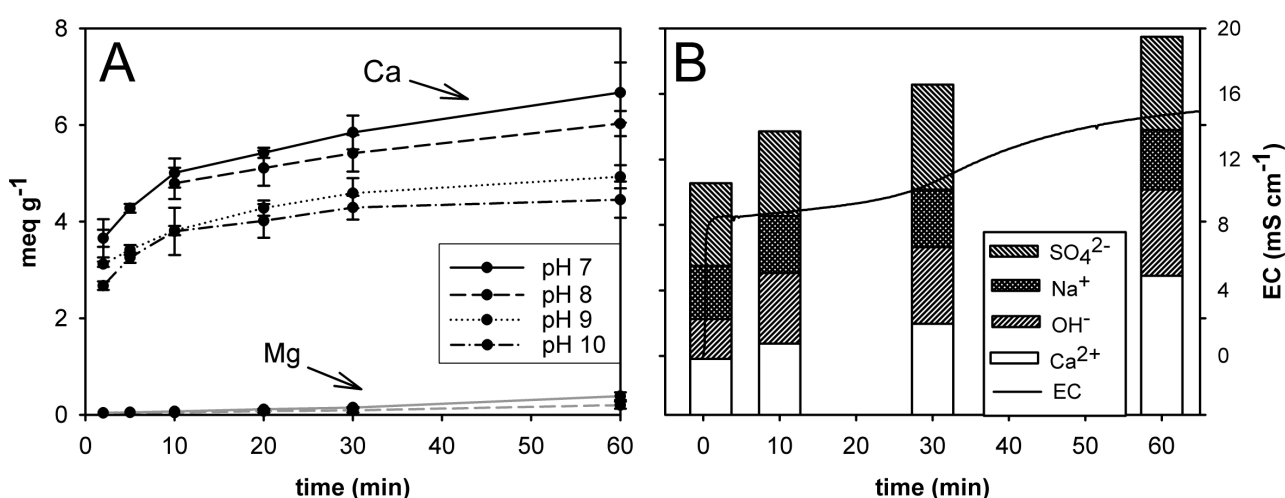 A
B
Ca
Mg
pH 7
pH 8
pH 9
pH 10
meq g-1
8
6
4
2
0
0 10 20 30 40 50 60
time (min)
SO42-
Na+
OH-
Ca2+
EC
0 10 20 30 40 50 60
time (min)
20
16
12
8
4
0
EC (mS cm-1)